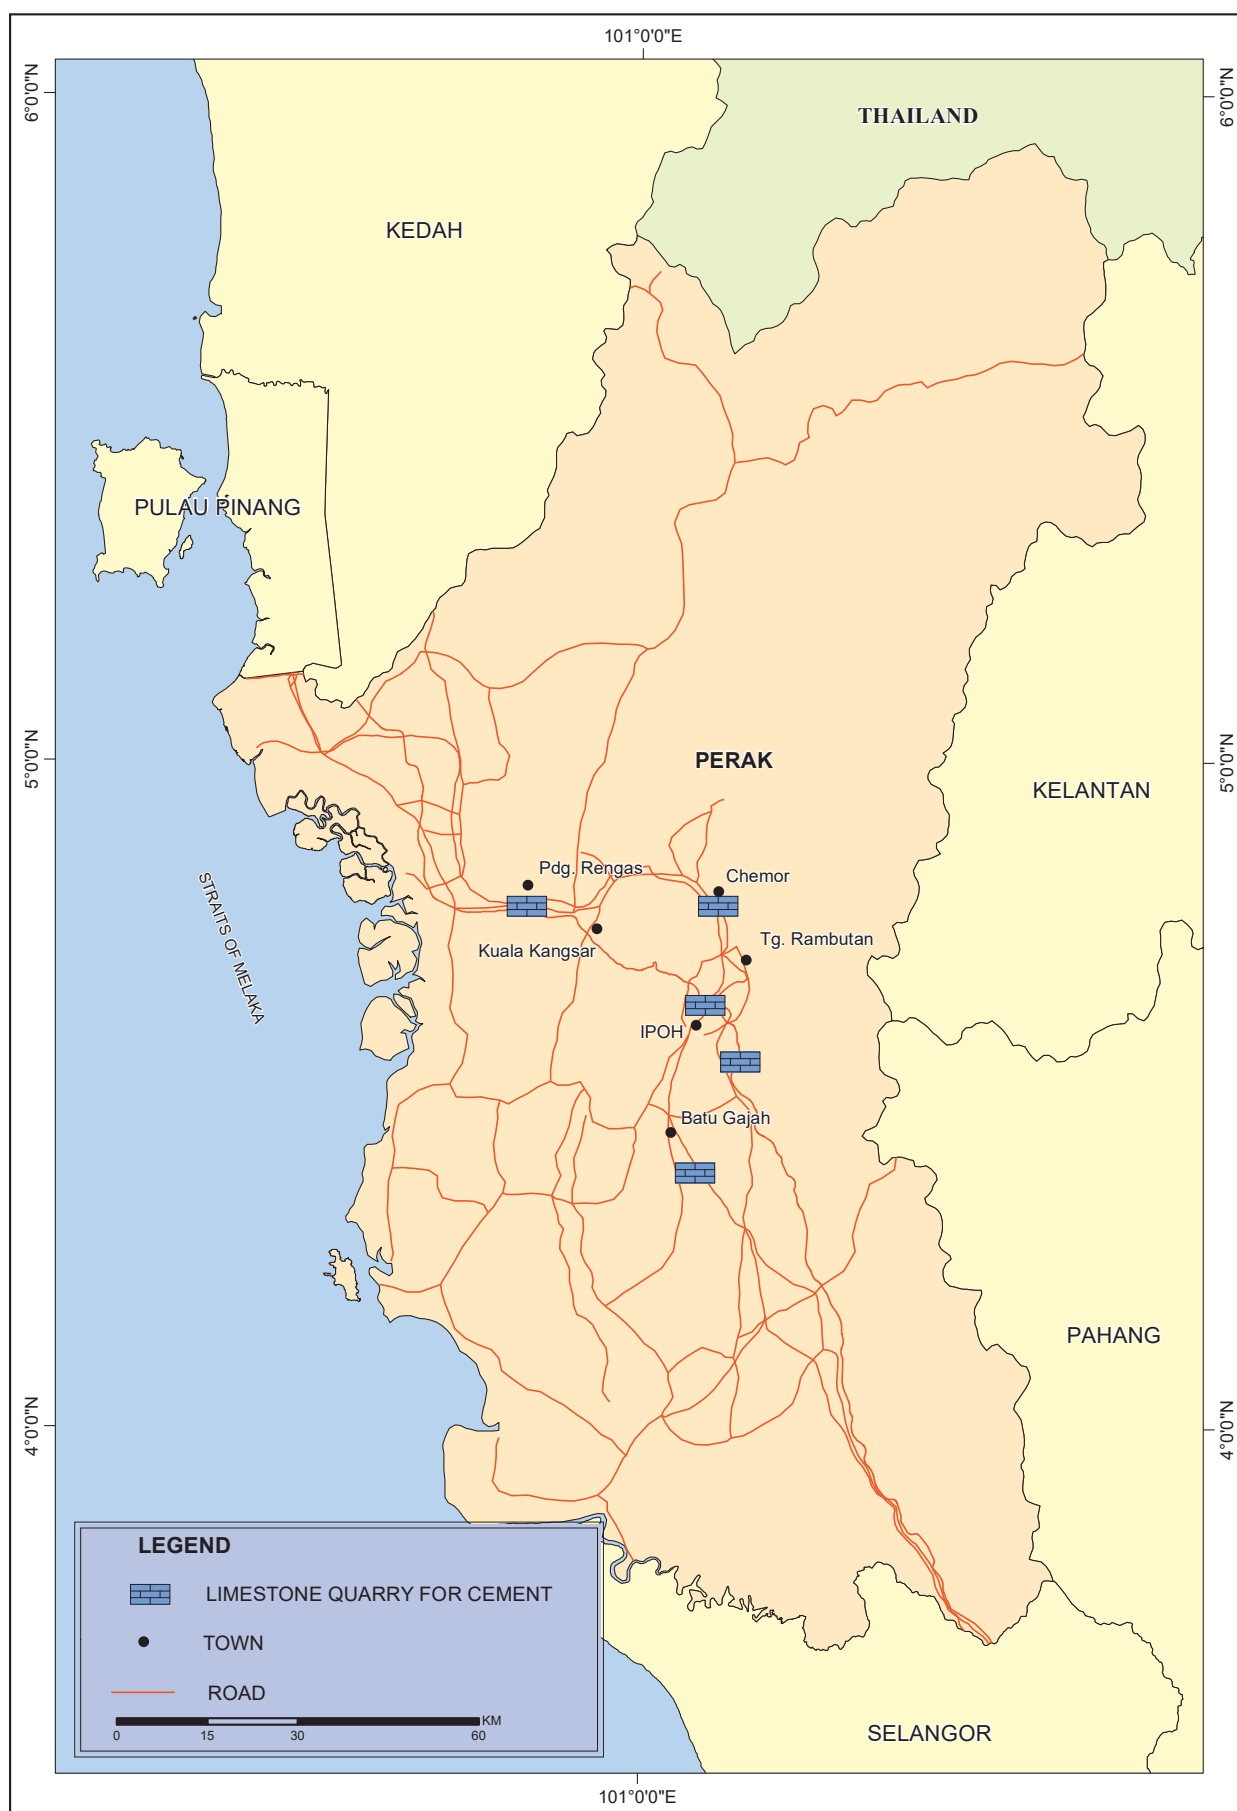 101°0'0"E
6°0'0"N
6°0'0"N
THAILAND
KEDAH
PULAU PINANG
PERAK
5°0'0"N
5°0'0"N
KELANTAN
Pdg. Rengas
Chemor
STRAITS OF MELAKA
Kuala Kangsar
Tg. Rambutan
IPOH
Batu Gajah
PAHANG
4°0'0"N
4°0'0"N
LEGEND
LIMESTONE QUARRY FOR CEMENT
TOWN
ROAD
KM
0 15 30 60
SELANGOR
101°0'0"E